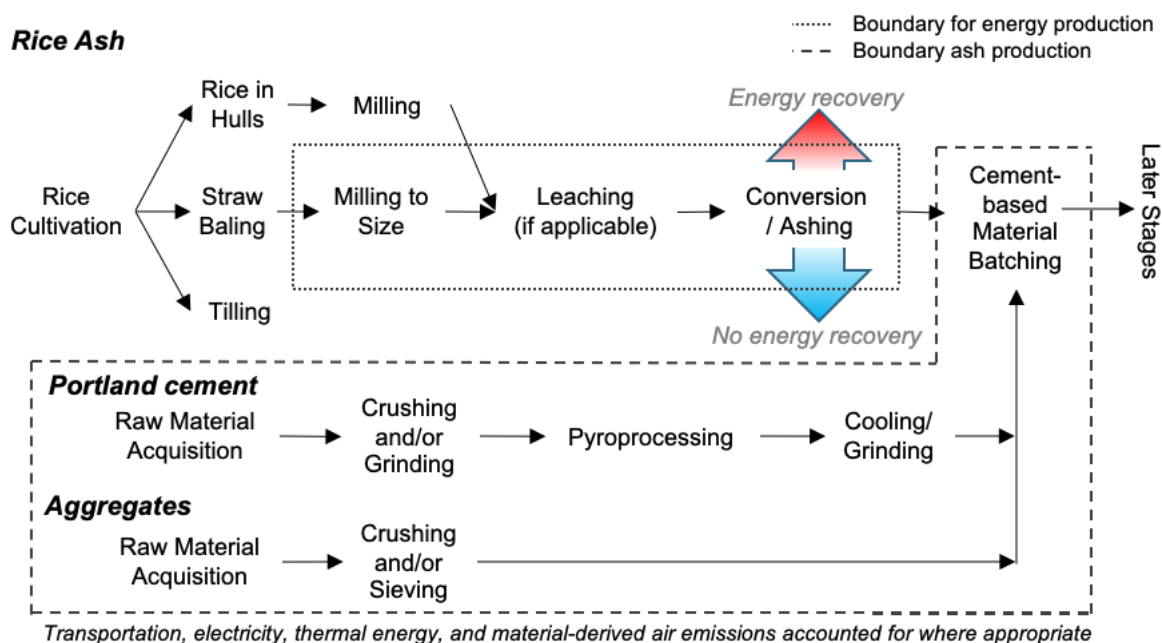 Rice Ash
Boundary for energy production
Boundary ash production
Rice in
Hulls
Milling
Energy recovery
Rice
Cultivation
Straw
Baling
Milling to
Size
Leaching
(if applicable)
Conversion
/ Ashing
Cement-
based
Material
Batching
Later Stages
Tilling
No energy recovery
Portland cement
Raw Material
Acquisition
Crushing
and/or
Grinding
Pyroprocessing
Cooling/
Grinding
Aggregates
Raw Material
Acquisition
Crushing
and/or
Sieving
Transportation, electricity, thermal energy, and material-derived air emissions accounted for where appropriate